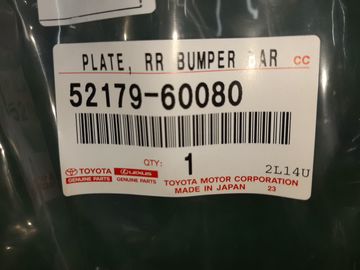 PLATE, RR BUMPER BAR CC
52179-60080
QTY: 1 2L14U
TOYOTA LEXUS
GENUINE PARTS GENUINE PARTS
TOYOTA MOTOR CORPORATION
MADE IN JAPAN 23